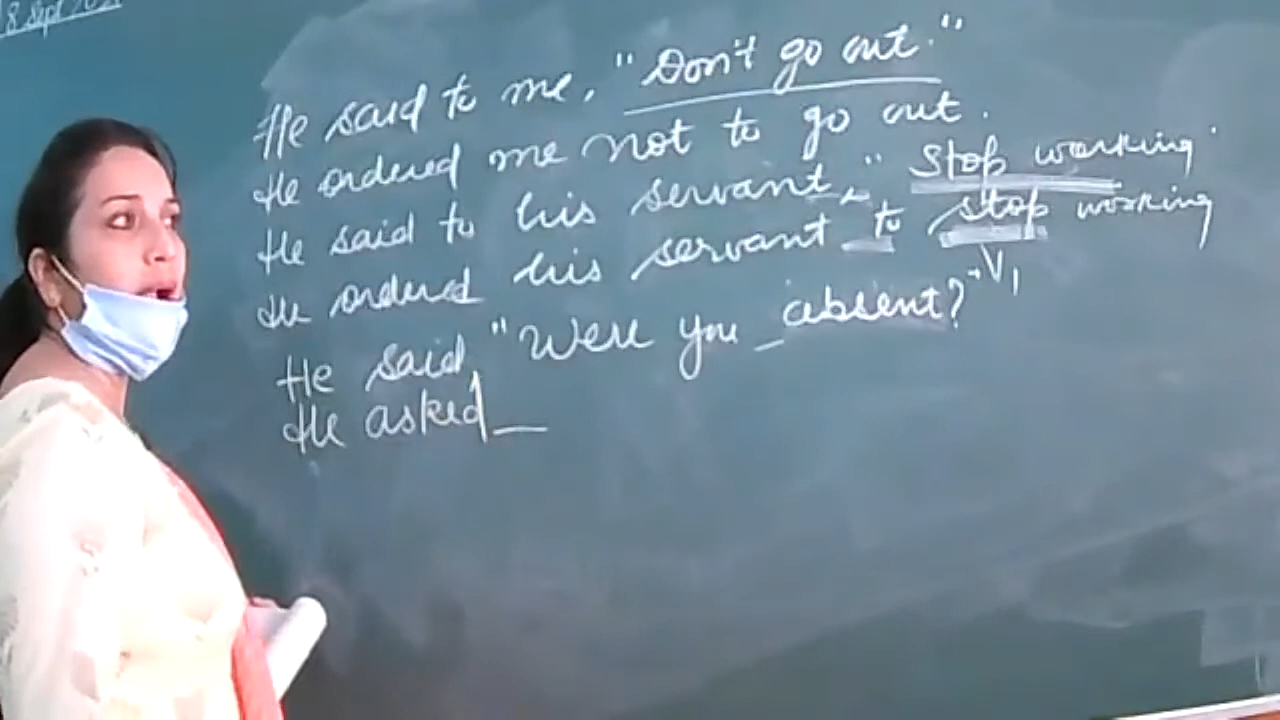 8 Sept
He said to me, "Don't go out."
He ordered me not to go out.
He said to his servant, "Stop working"
He ordered his servant to stop working
V1
He said, "Were you _ absent?"
He asked _